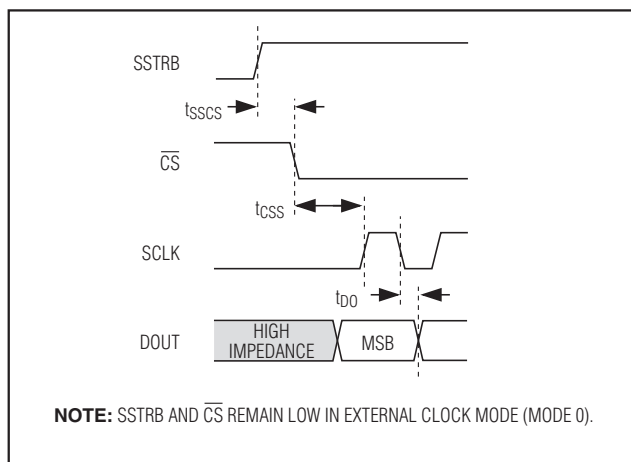 SSTRB
tSSCS
CS
tCSS
SCLK
tDO
DOUT
HIGH
IMPEDANCE
MSB
NOTE: SSTRB AND CS REMAIN LOW IN EXTERNAL CLOCK MODE (MODE 0).